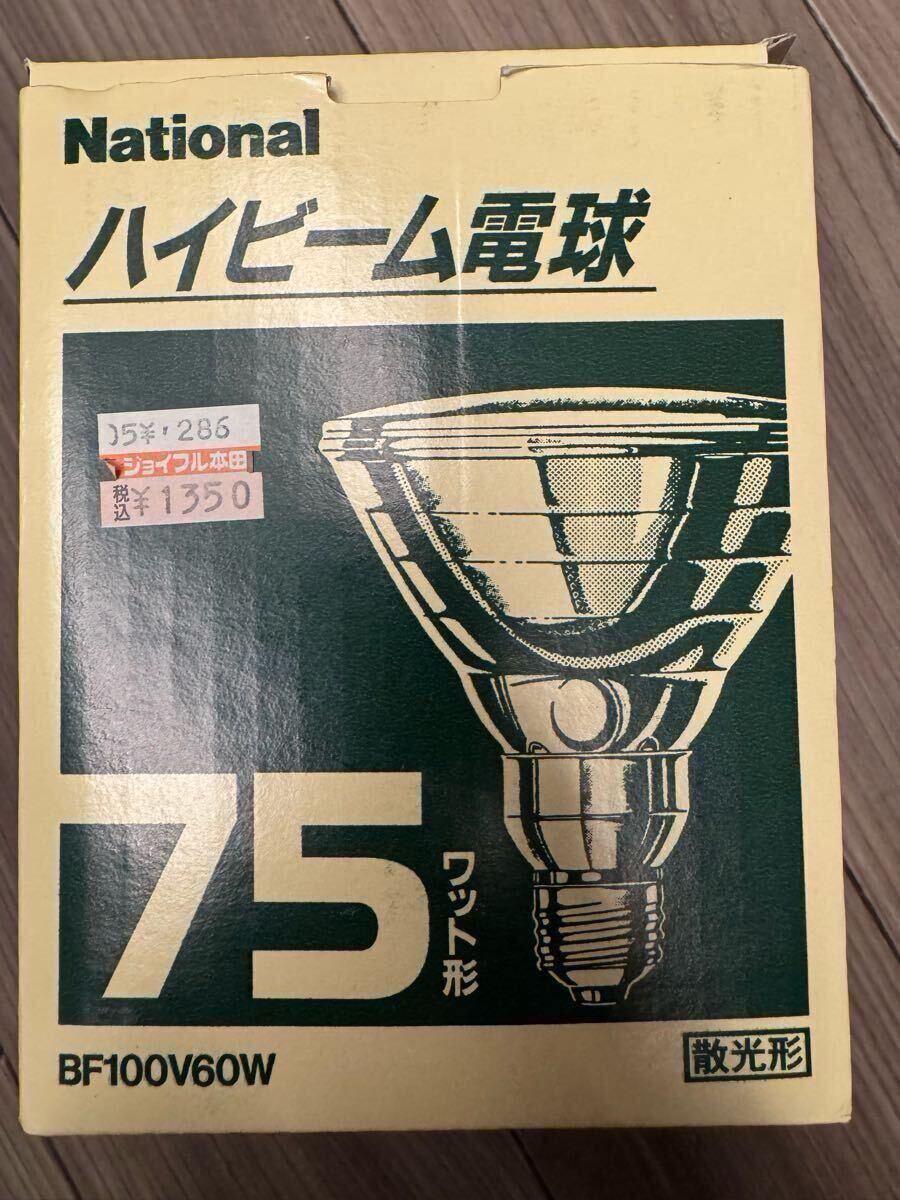 National
ハイビーム電球
05¥1,286
ジョイフル本田
税込 ¥1350
75
ワット形
BF100V60W
散光形